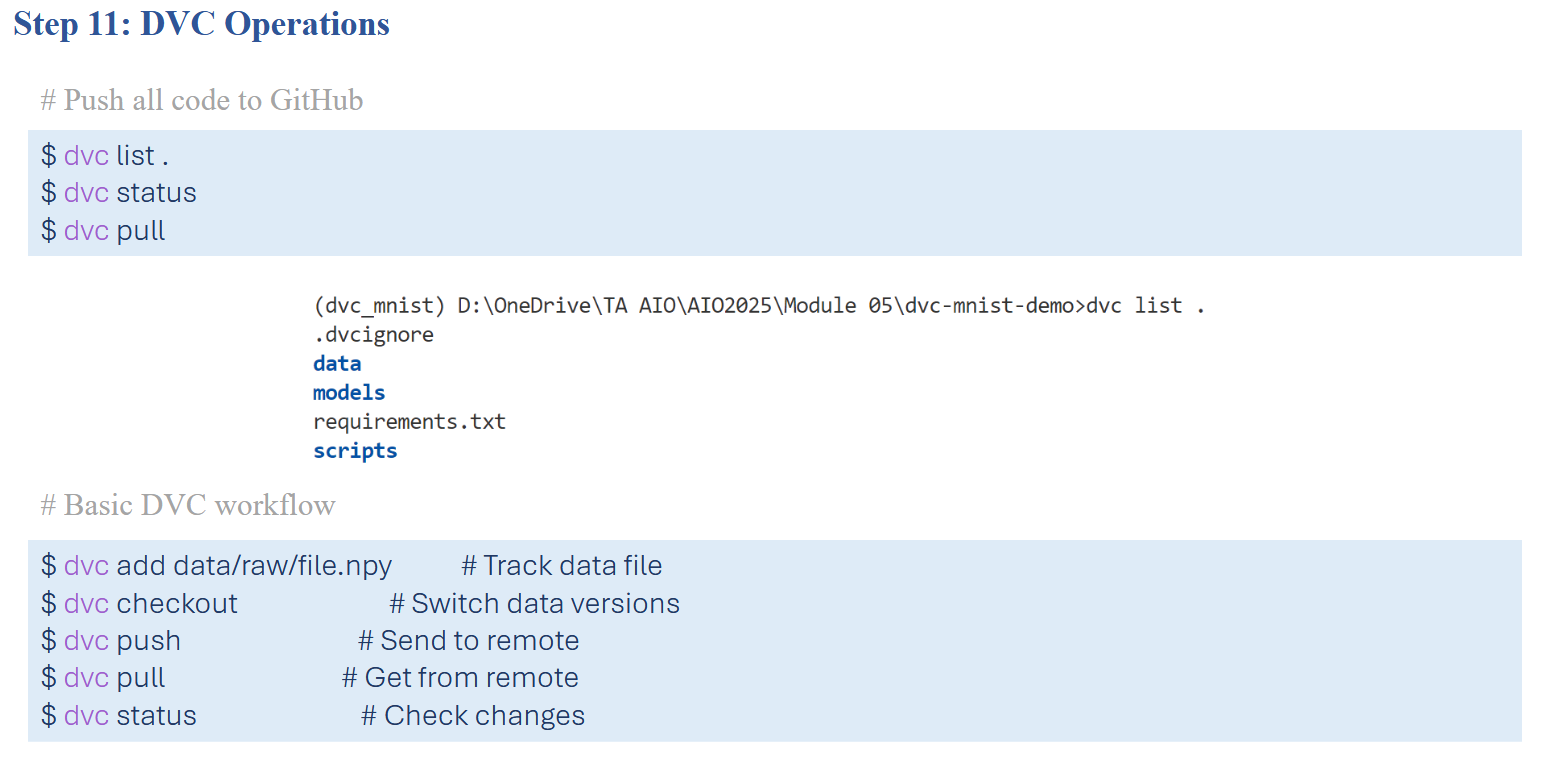 Step 11: DVC Operations
# Push all code to GitHub
$ dvc list .
$ dvc status
$ dvc pull
(dvc_mnist) D:\OneDrive\TA AIO\AIO2025\Module 05\dvc-mnist-demo>dvc list .
.dvcignore
data
models
requirements.txt
scripts
# Basic DVC workflow
$ dvc add data/raw/file.npy # Track data file
$ dvc checkout # Switch data versions
$ dvc push # Send to remote
$ dvc pull # Get from remote
$ dvc status # Check changes